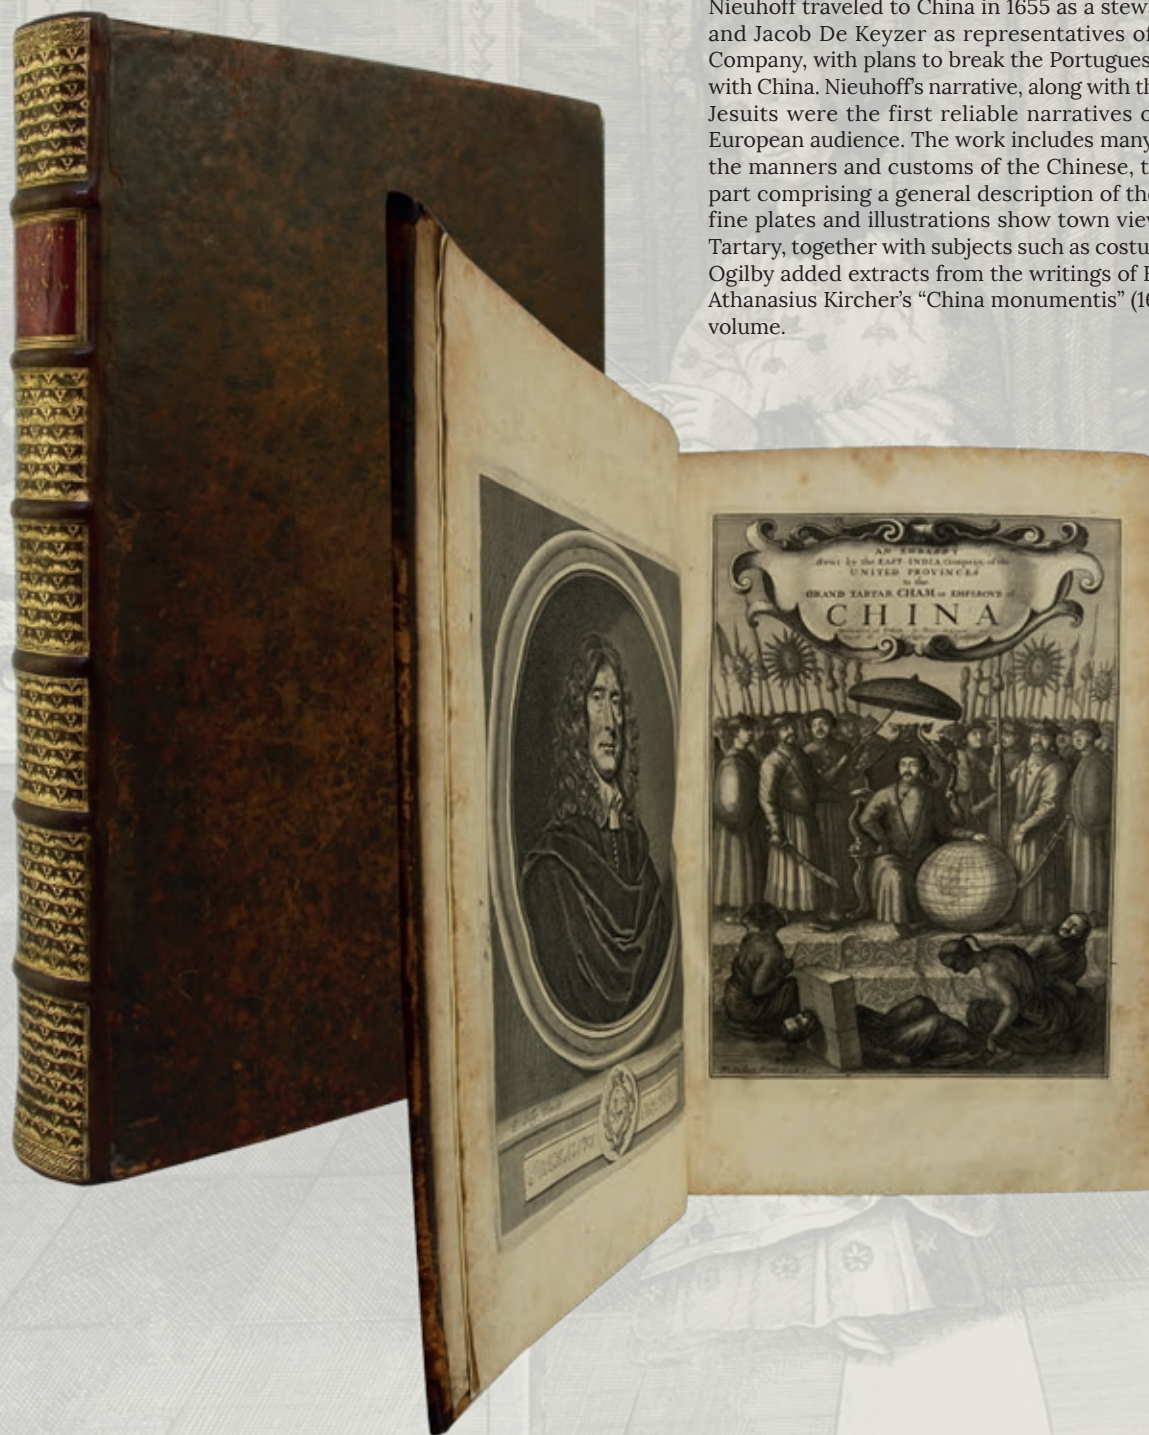 Nieuhoff traveled to China in 1655 as a stew
and Jacob De Keyzer as representatives of
Company, with plans to break the Portugues
with China. Nieuhoff's narrative, along with th
Jesuits were the first reliable narratives o
European audience. The work includes many
the manners and customs of the Chinese, t
part comprising a general description of the
fine plates and illustrations show town view
Tartary, together with subjects such as costu
Ogilby added extracts from the writings of
Athanasius Kircher's “China monumentis” (16
volume.
AN EMBASSY
by the EAST-INDIA Company of the
UNITED PROVINCES
to the
GRAND TARTAR CHAM or EMPEROUR of
CHINA